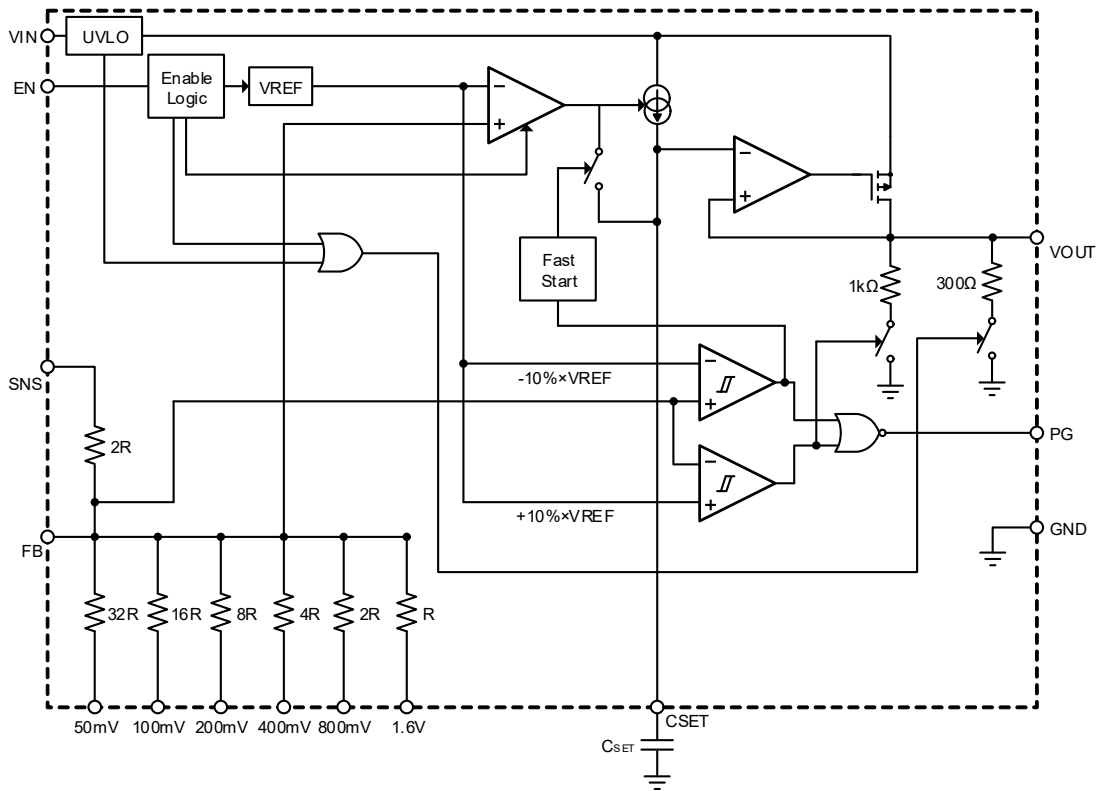 VIN
UVLO
EN
Enable
Logic
VREF
−
+
−
+
Fast
Start
VOUT
1kΩ
300Ω
SNS
−
-10%×VREF
+
2R
PG
−
+10%×VREF
+
FB
GND
32R
16R
8R
4R
2R
R
50mV
100mV
200mV
400mV
800mV
1.6V
CSET
CSET